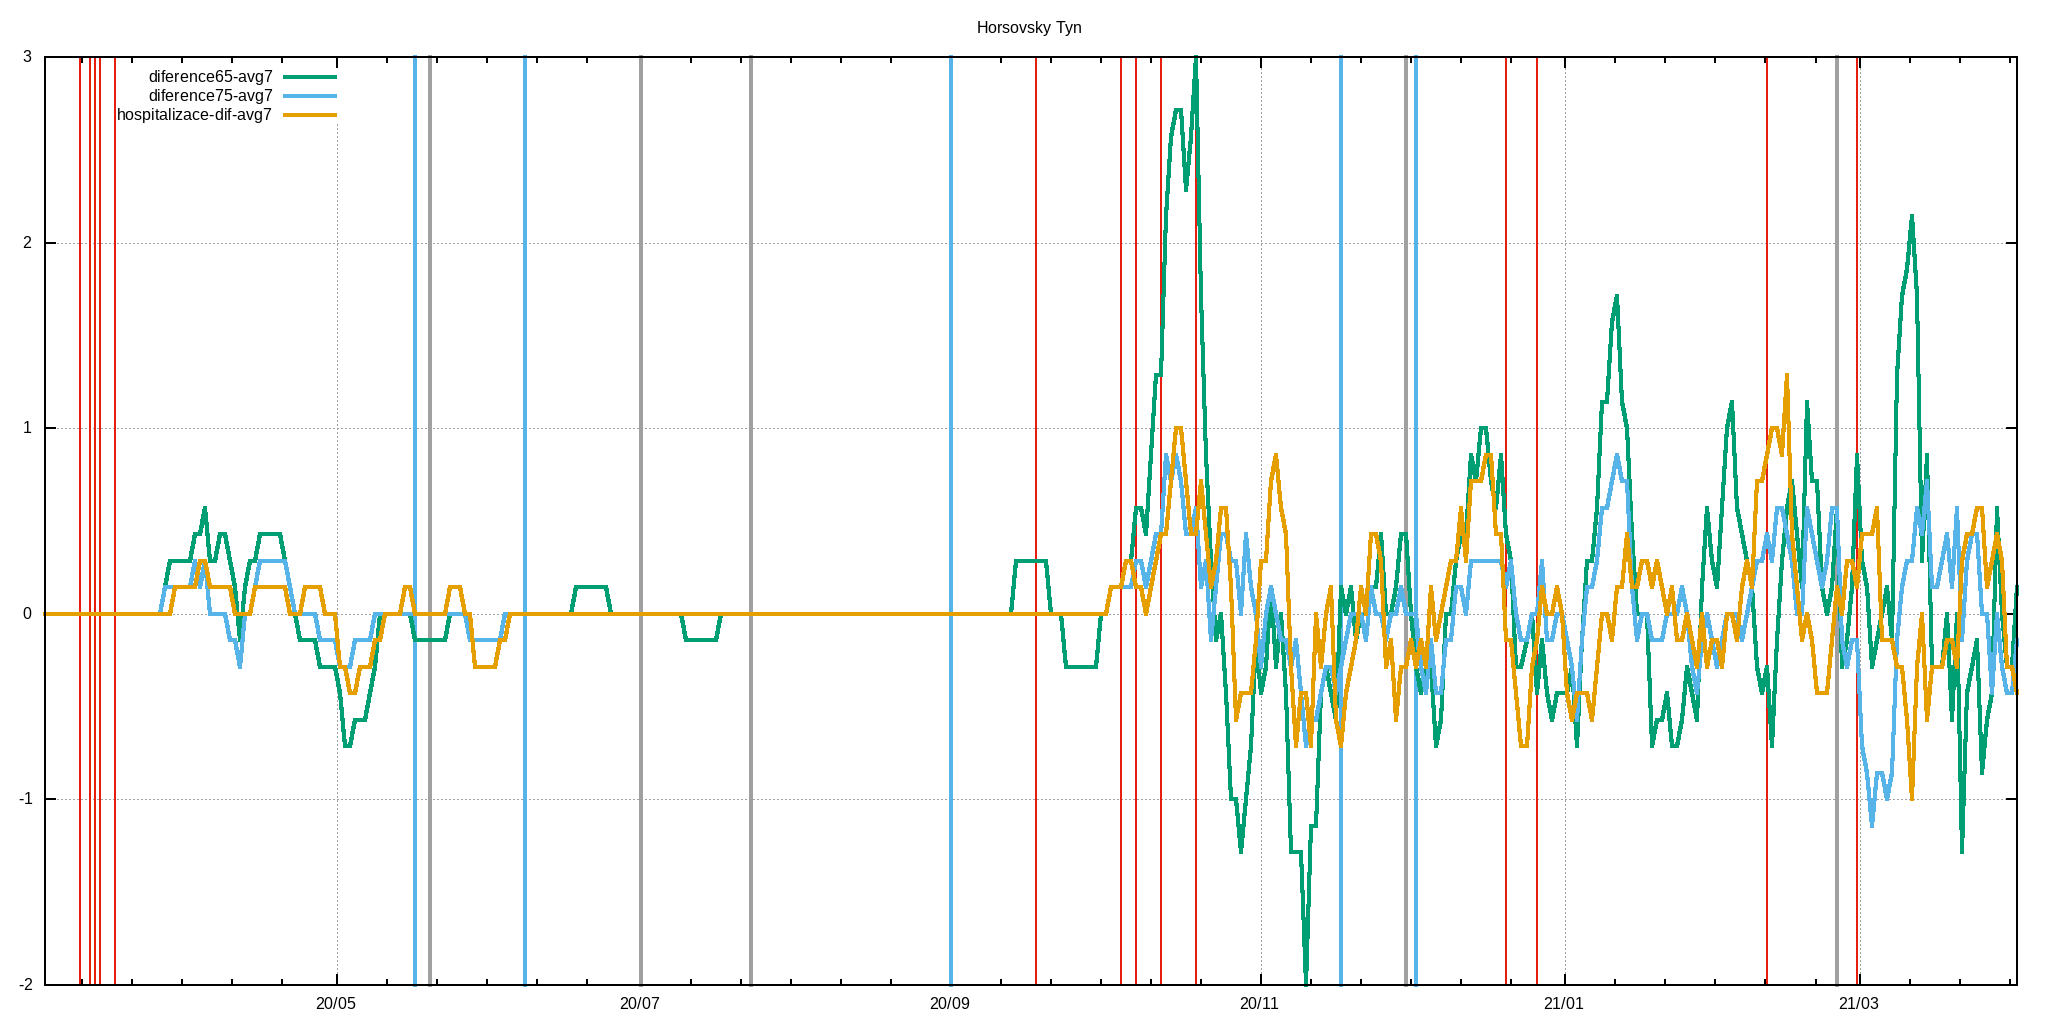 Horsovsky Tyn
3
diference65-avg7
diference75-avg7
hospitalizace-dif-avg7
2
1
0
-1
-2
20/05 20/07 20/09 20/11 21/01 21/03